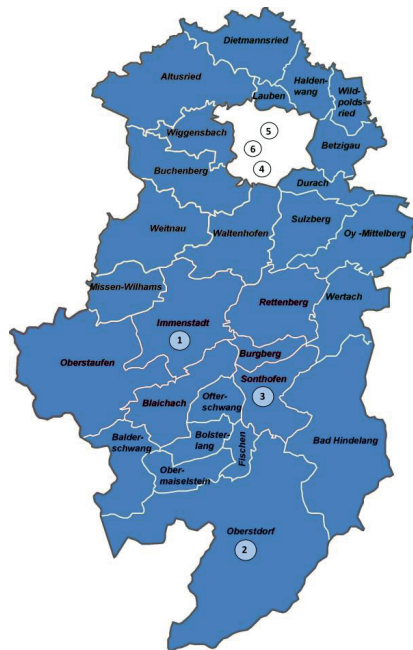 Dietmannsried
Altusried
Halden-
wang
Lauben
Wild-
polds-
ried
Wiggensbach
5
6
4
Betzigau
Buchenberg
Durach
Weitnau
Waltenhofen
Sulzberg
Oy -Mittelberg
Missen-Wilhams
Immenstadt
1
Rettenberg
Wertach
Oberstaufen
Burgberg
Sonthofen
3
Blaichach
Ofter-
schwang
Balder-
schwang
Bolster-
lang
Fischen
Bad Hindelang
Ober-
maiselstein
Oberstdorf
2